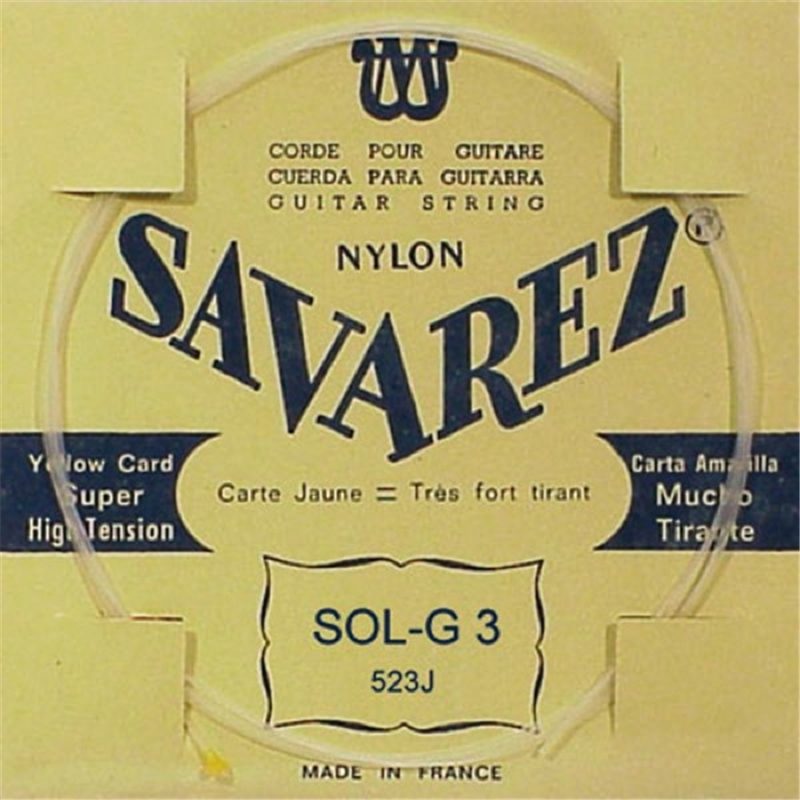 CORDE POUR GUITARE
CUERDA PARA GUITARRA
GUITAR STRING
NYLON
SAVAREZ®
Yellow Card
Super
High Tension
Carte Jaune = Très fort tirant
Carta Amarilla
Mucho
Tirante
SOL-G 3
523J
MADE IN FRANCE